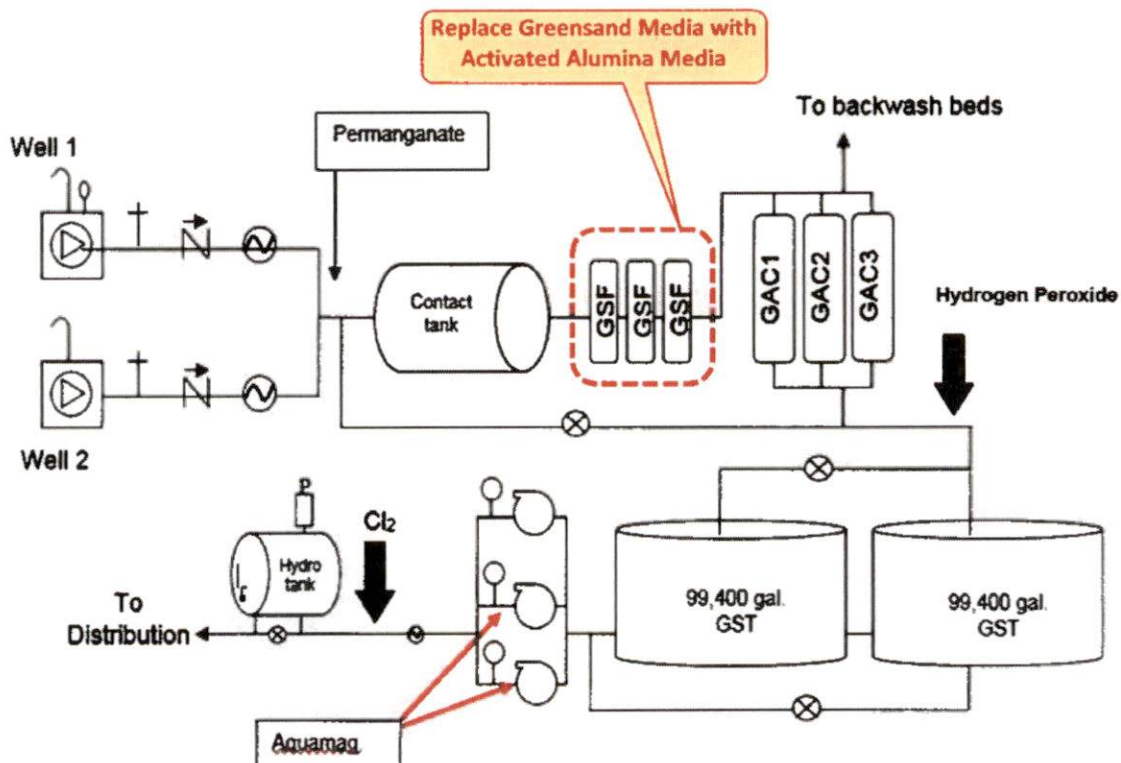 Replace Greensand Media with
Activated Alumina Media
To backwash beds
Well 1
Permanganate
Contact
tank
GSF
GSF
GSF
GAC1
GAC2
GAC3
Hydrogen Peroxide
Well 2
P
Cl₂
Hydro
tank
To
Distribution
99,400 gal.
GST
99,400 gal.
GST
Aquamag